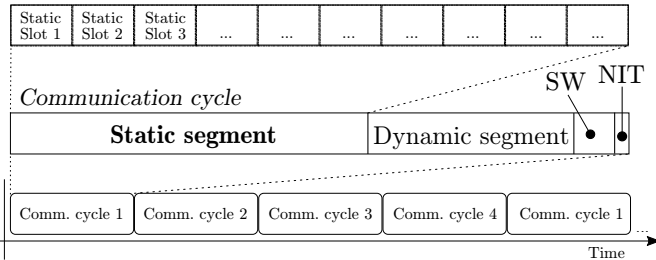 Static Slot 1
Static Slot 2
Static Slot 3
...
...
...
...
...
...
...
Communication cycle
SW
NIT
Static segment
Dynamic segment
Comm. cycle 1
Comm. cycle 2
Comm. cycle 3
Comm. cycle 4
Comm. cycle 1
...
Time